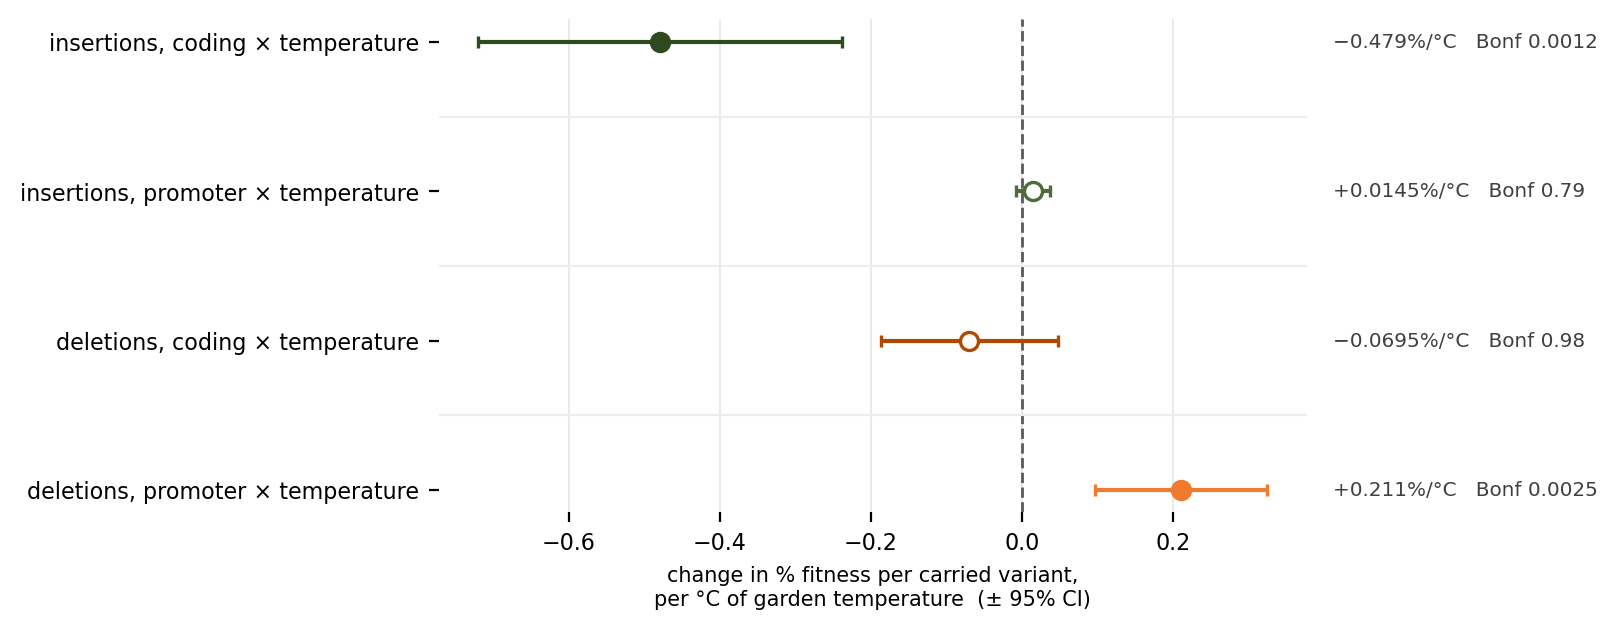 insertions, coding × temperature
−0.479%/°C Bonf 0.0012
insertions, promoter × temperature
+0.0145%/°C Bonf 0.79
deletions, coding × temperature
−0.0695%/°C Bonf 0.98
deletions, promoter × temperature
+0.211%/°C Bonf 0.0025
−0.6 −0.4 −0.2 0.0 0.2
change in % fitness per carried variant,
per °C of garden temperature (± 95% CI)